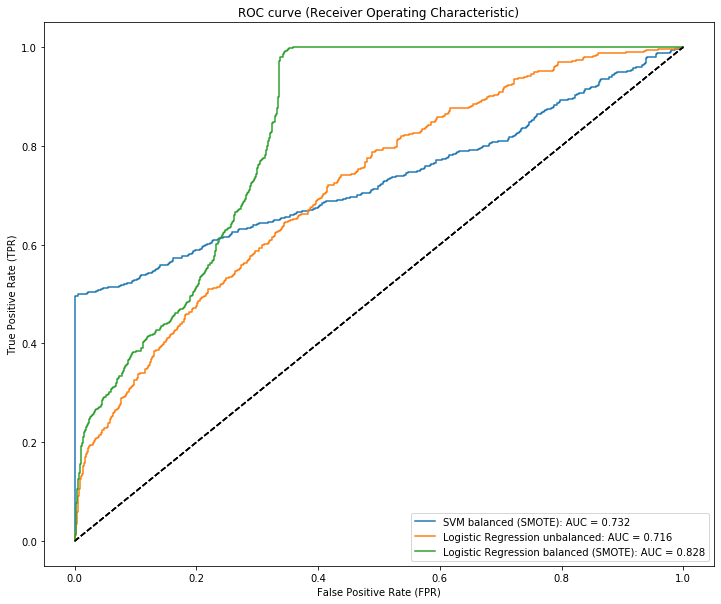 ROC curve (Receiver Operating Characteristic)
True Positive Rate (TPR)
1.0
0.8
0.6
0.4
0.2
0.0
0.0 0.2 0.4 0.6 0.8 1.0
False Positive Rate (FPR)
SVM balanced (SMOTE): AUC = 0.732
Logistic Regression unbalanced: AUC = 0.716
Logistic Regression balanced (SMOTE): AUC = 0.828